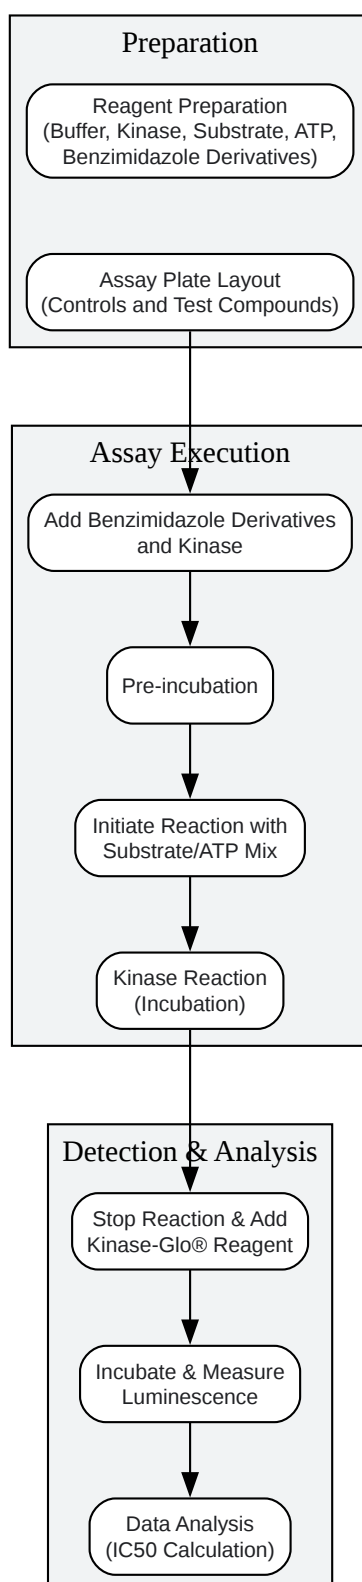 Preparation
Reagent Preparation
(Buffer, Kinase, Substrate, ATP,
Benzimidazole Derivatives)
Assay Plate Layout
(Controls and Test Compounds)
Assay Execution
Add Benzimidazole Derivatives
and Kinase
Pre-incubation
Initiate Reaction with
Substrate/ATP Mix
Kinase Reaction
(Incubation)
Detection & Analysis
Stop Reaction & Add
Kinase-Glo® Reagent
Incubate & Measure
Luminescence
Data Analysis
(IC50 Calculation)